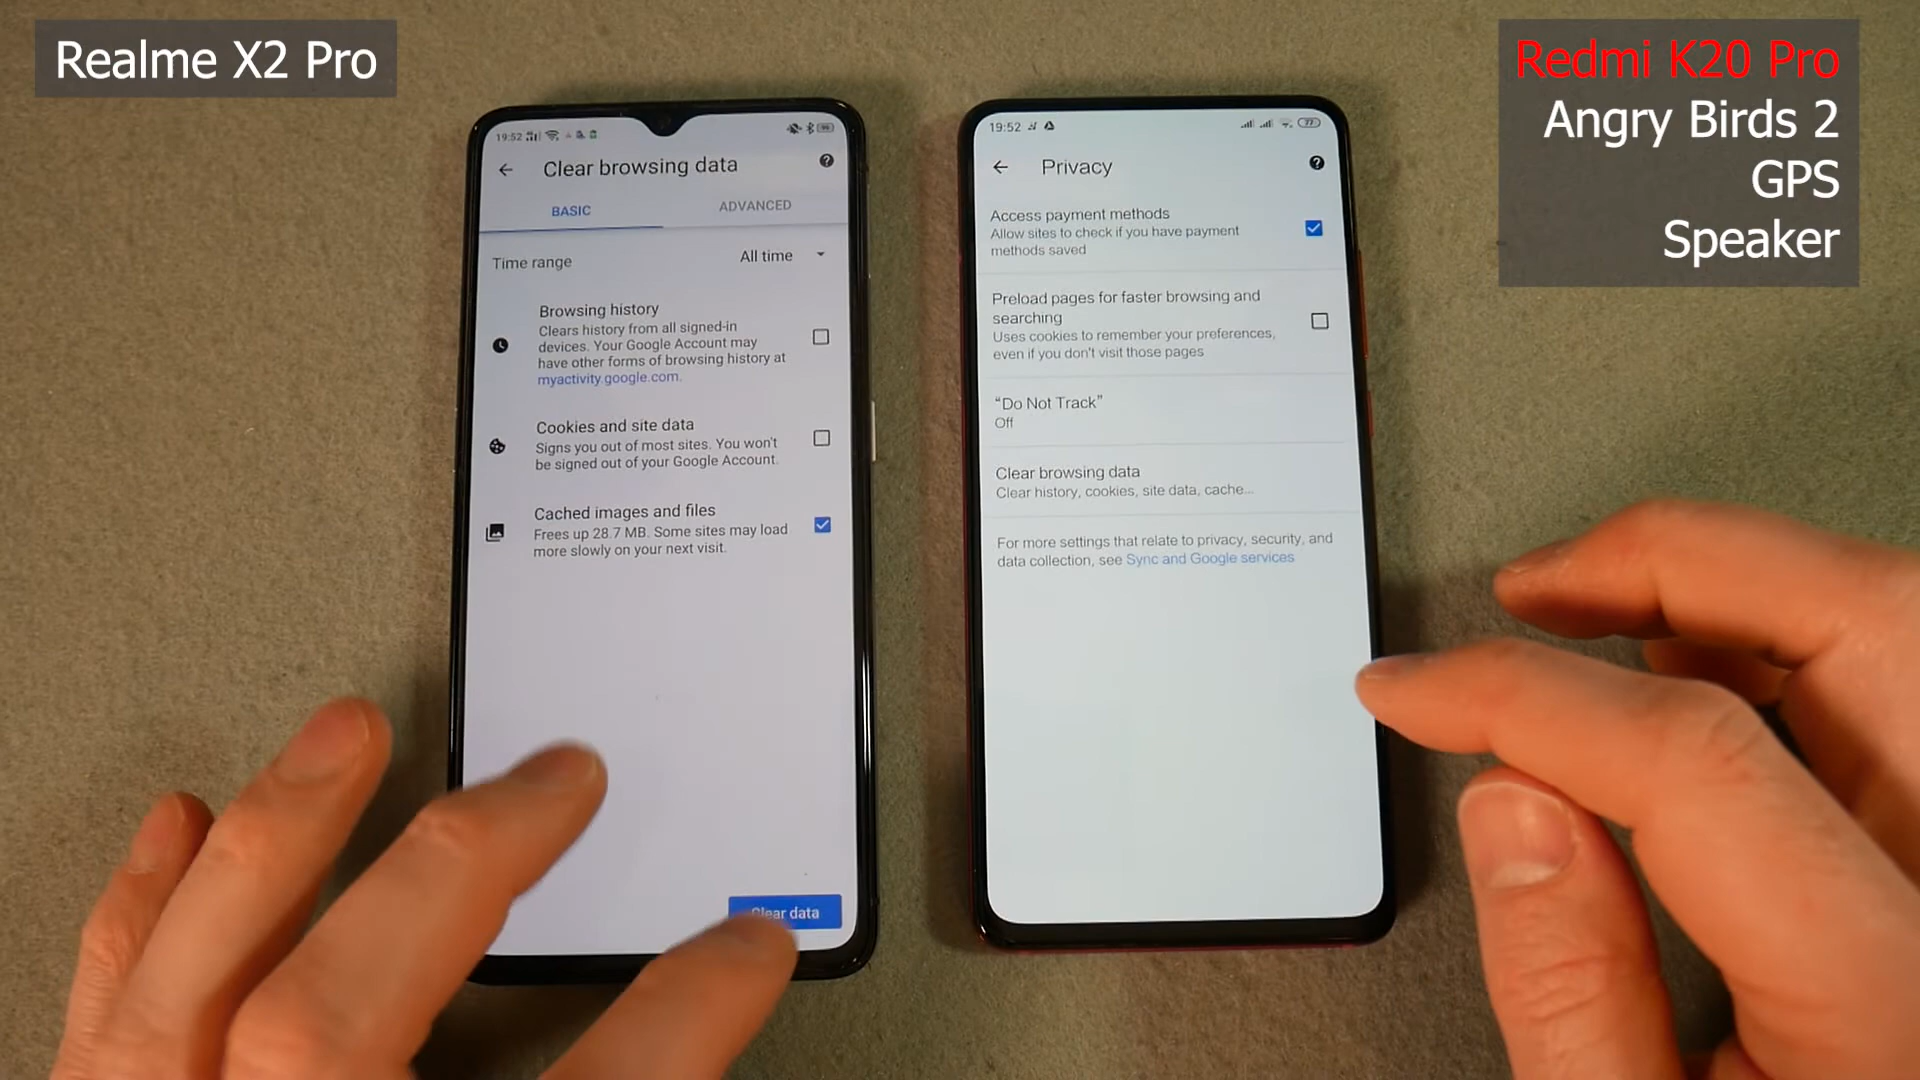 Realme X2 Pro
Redmi K20 Pro
Angry Birds 2
GPS
Speaker
19:52
Clear browsing data
BASIC
ADVANCED
Time range
All time
Browsing history
Clears history from all signed-in
devices. Your Google Account may
have other forms of browsing history at
myactivity.google.com.
Cookies and site data
Signs you out of most sites. You won't
be signed out of your Google Account.
Cached images and files
Frees up 28.7 MB. Some sites may load
more slowly on your next visit.
Clear data
19:52
77
Privacy
Access payment methods
Allow sites to check if you have payment
methods saved
Preload pages for faster browsing and
searching
Uses cookies to remember your preferences,
even if you don't visit those pages
“Do Not Track”
Off
Clear browsing data
Clear history, cookies, site data, cache...
For more settings that relate to privacy, security, and
data collection, see Sync and Google services